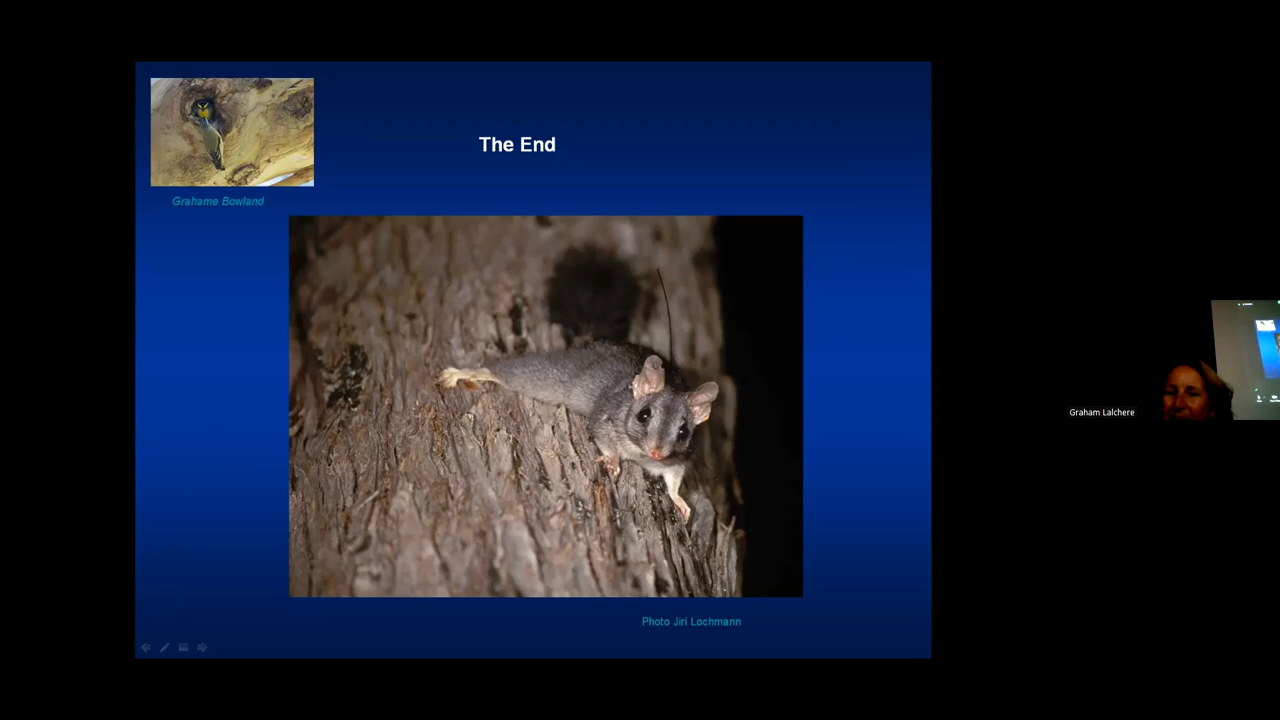 The End
Grahame Bowland
Graham Lalchere
Photo Jiri Lochmann